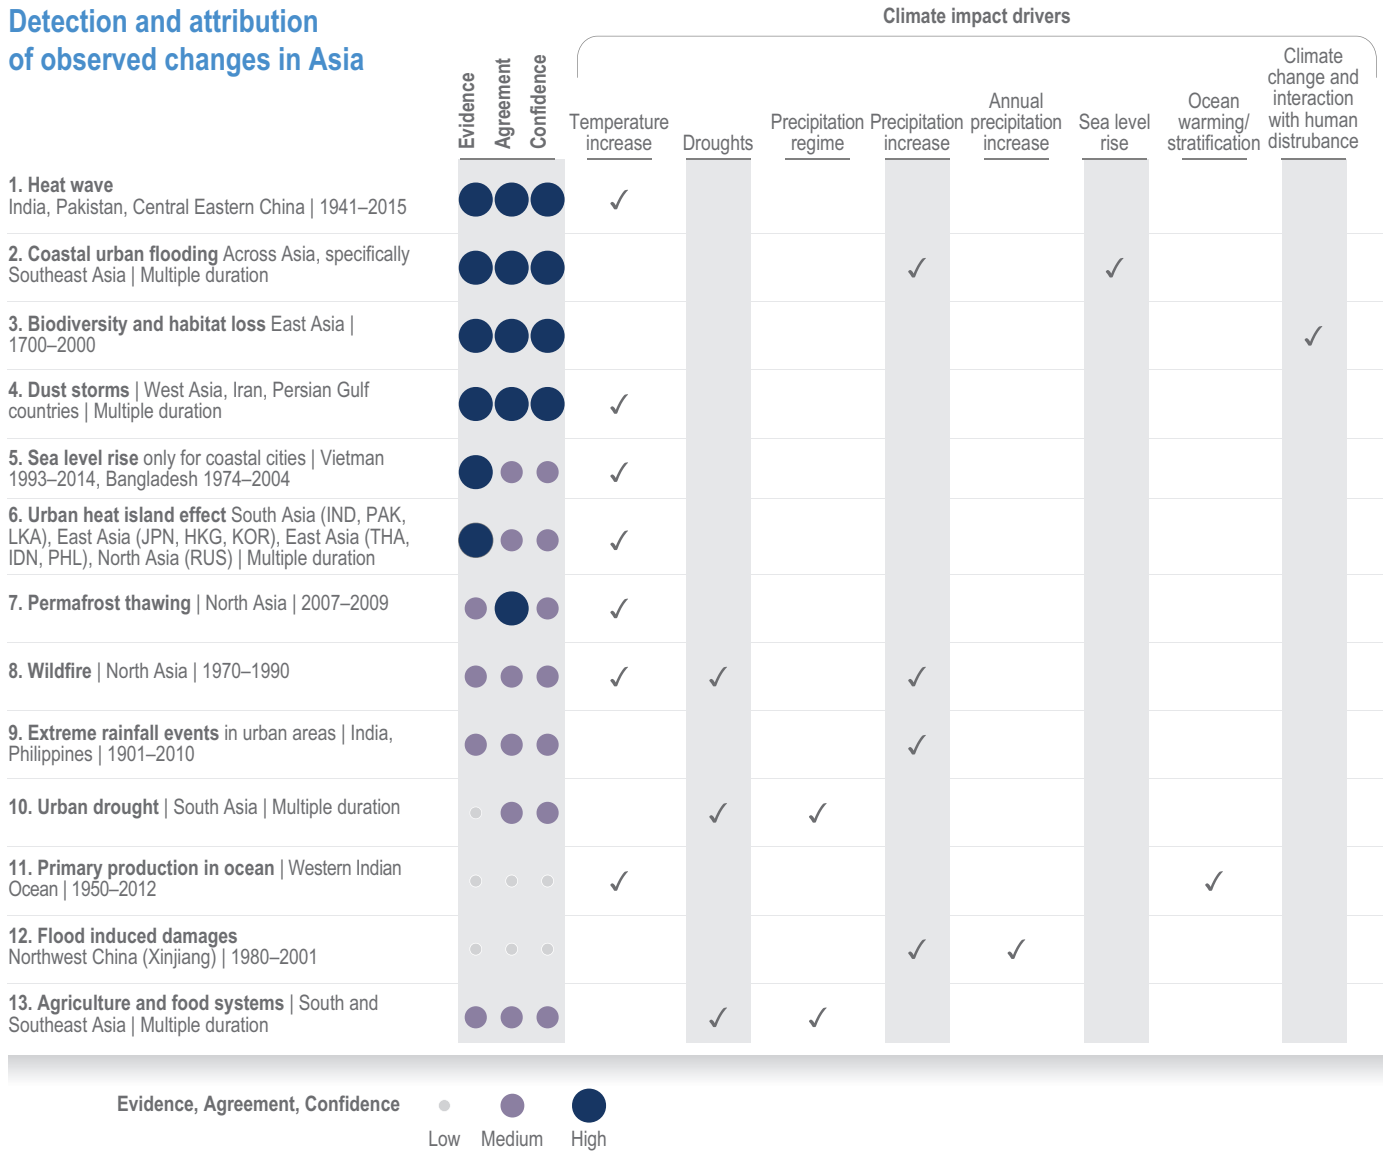 Detection and attribution
of observed changes in Asia
Evidence
Agreement
Confidence
Climate impact drivers
Temperature
increase
Droughts
Precipitation
regime
Precipitation
increase
Annual
precipitation
increase
Sea level
rise
Ocean
warming/
stratification
Climate
change and
interaction
with human
distrubance
1. Heat wave
India, Pakistan, Central Eastern China | 1941–2015
2. Coastal urban flooding Across Asia, specifically
Southeast Asia | Multiple duration
3. Biodiversity and habitat loss East Asia |
1700–2000
4. Dust storms | West Asia, Iran, Persian Gulf
countries | Multiple duration
5. Sea level rise only for coastal cities | Vietman
1993–2014, Bangladesh 1974–2004
6. Urban heat island effect South Asia (IND, PAK,
LKA), East Asia (JPN, HKG, KOR), East Asia (THA,
IDN, PHL), North Asia (RUS) | Multiple duration
7. Permafrost thawing | North Asia | 2007–2009
8. Wildfire | North Asia | 1970–1990
9. Extreme rainfall events in urban areas | India,
Philippines | 1901–2010
10. Urban drought | South Asia | Multiple duration
11. Primary production in ocean | Western Indian
Ocean | 1950–2012
12. Flood induced damages
Northwest China (Xinjiang) | 1980–2001
13. Agriculture and food systems | South and
Southeast Asia | Multiple duration
Evidence, Agreement, Confidence
Low
Medium
High